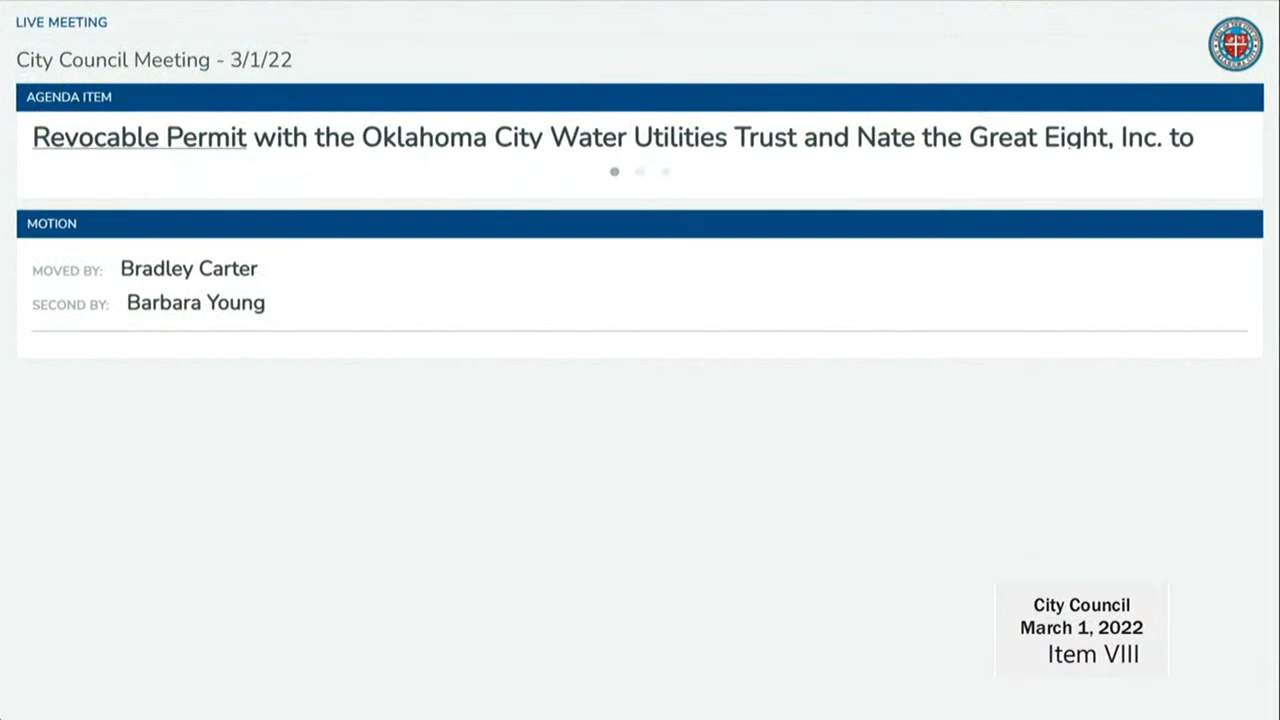 LIVE MEETING
City Council Meeting - 3/1/22
AGENDA ITEM
Revocable Permit with the Oklahoma City Water Utilities Trust and Nate the Great Eight, Inc. to
MOTION
MOVED BY: Bradley Carter
SECOND BY: Barbara Young
City Council
March 1, 2022
Item VIII